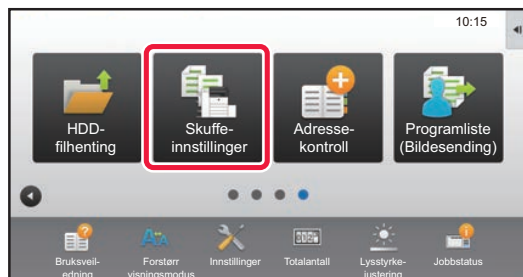 10:15
HDD-
filhenting
Skuffe-
innstillinger
Adresse-
kontroll
Programliste
(Bildesending)
Bruksveil-
edning
Forstørr
visningsmodus
Innstillinger
Totalantall
Lysstyrke-
justering
Jobbstatus